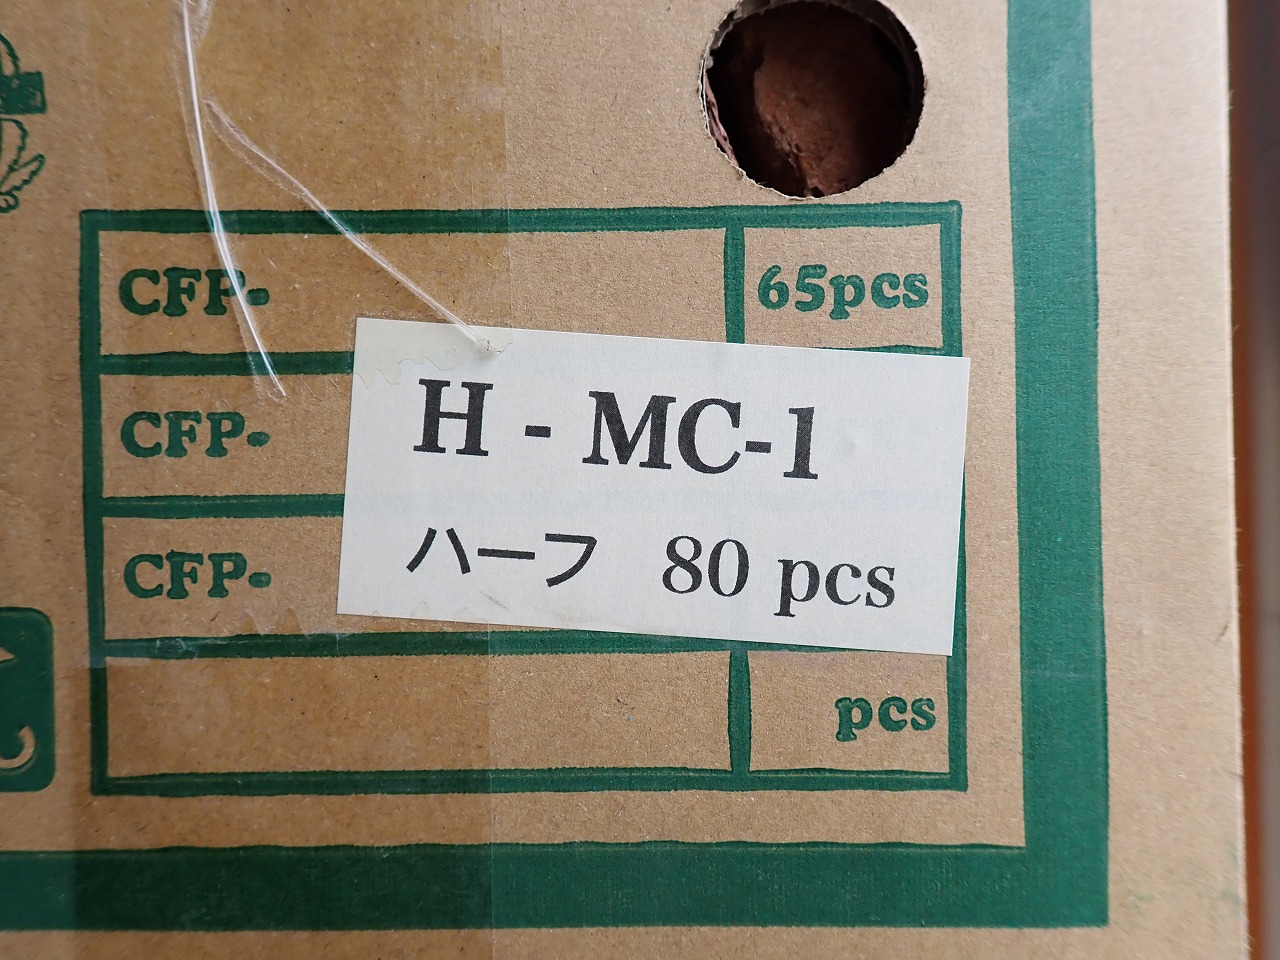 CFP-
65pcs
CFP-
H - MC-1
CFP-
ハーフ 80 pcs
pcs